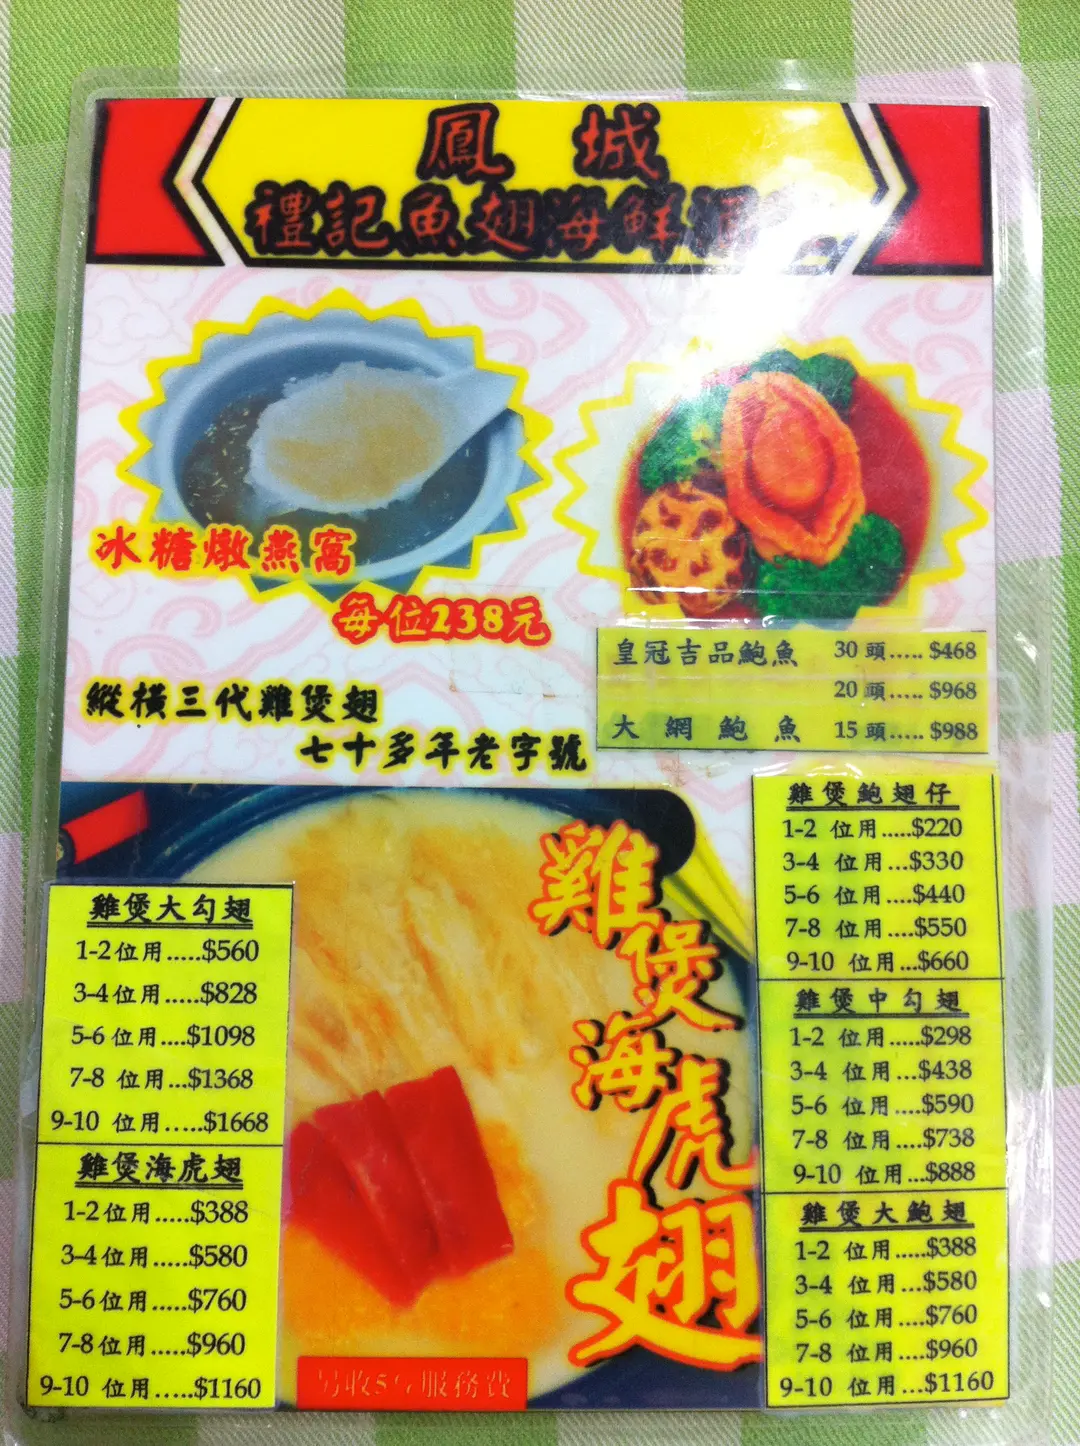 鳳 城
禮記魚翅海鮮酒
冰糖燉燕窩
每位238元
皇冠吉品鮑魚 30 頭..... $468
20 頭..... $968
大網鮑魚 15 頭..... $988
縱橫三代雞煲翅
七十多年老字號
雞煲海虎翅
雞煲大勾翅
1-2位用.....$560
3-4位用.....$828
5-6位用....$1098
7-8 位用...$1368
9-10 位用.....$1668
雞煲海虎翅
1-2位用.....$388
3-4位用.....$580
5-6位用.....$760
7-8位用.....$960
9-10 位用.....$1160
雞煲鮑翅仔
1-2 位用.....$220
3-4 位用...$330
5-6 位用....$440
7-8 位用....$550
9-10 位用...$660
雞煲中勾翅
1-2 位用.....$298
3-4 位用...$438
5-6 位用....$590
7-8 位用....$738
9-10 位用...$888
雞煲大鮑翅
1-2 位用.....$388
3-4 位用....$580
5-6 位用....$760
7-8 位用....$960
9-10 位用...$1160
另收5%服務費